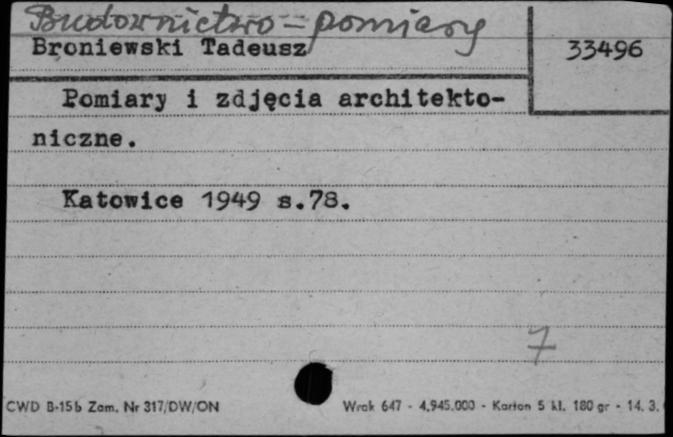 Budownictwo - pomiary
Broniewski Tadeusz
33496
Pomiary i zdjęcia architekto-
niczne.
Katowice 1949 s.78.
7
CWD B-15b Zam. Nr 317/DW/ON
Wrak 647 - 4.945.000 - Karton 5 kl. 180 gr - 14. 3.